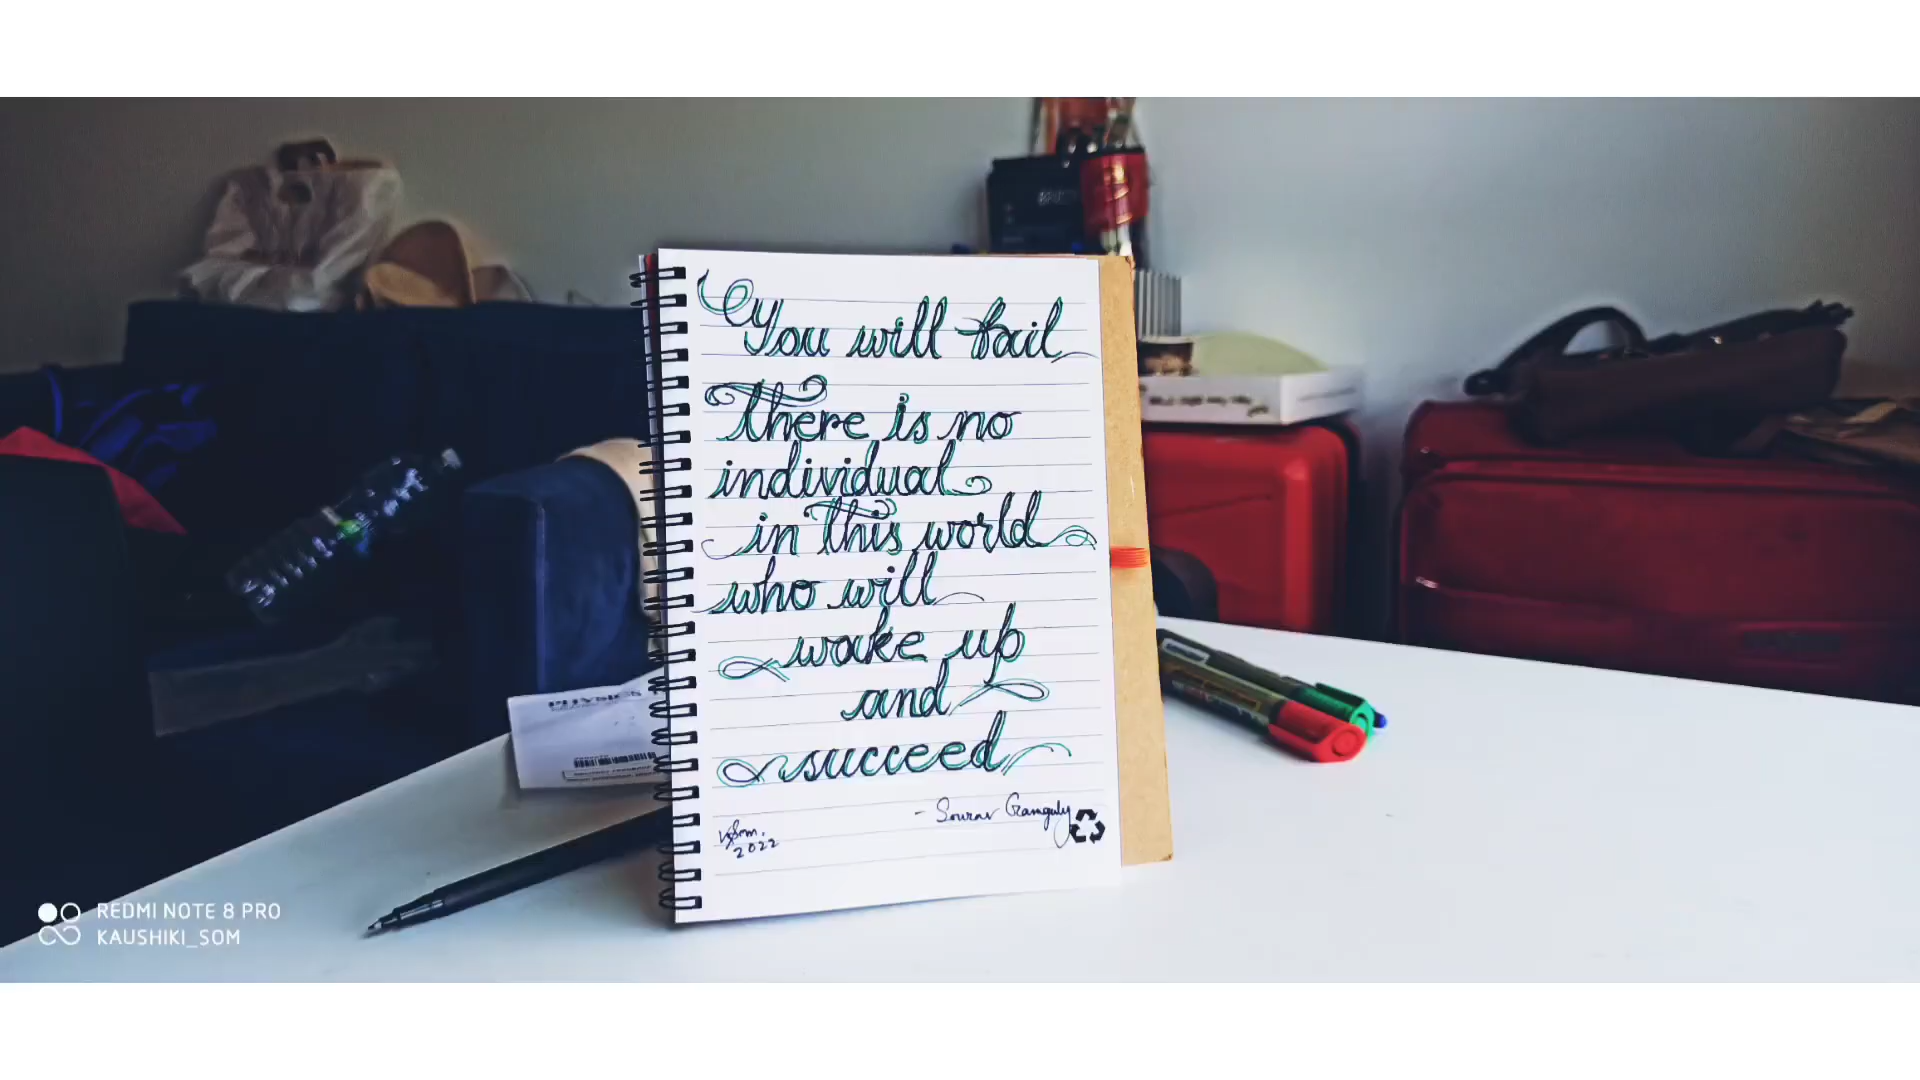 You will fail
There is no
individual
in this world
who will
wake up
and
succeed
- Sourav Ganguly
2022
PHYSICS
REDMI NOTE 8 PRO
KAUSHIKI_SOM